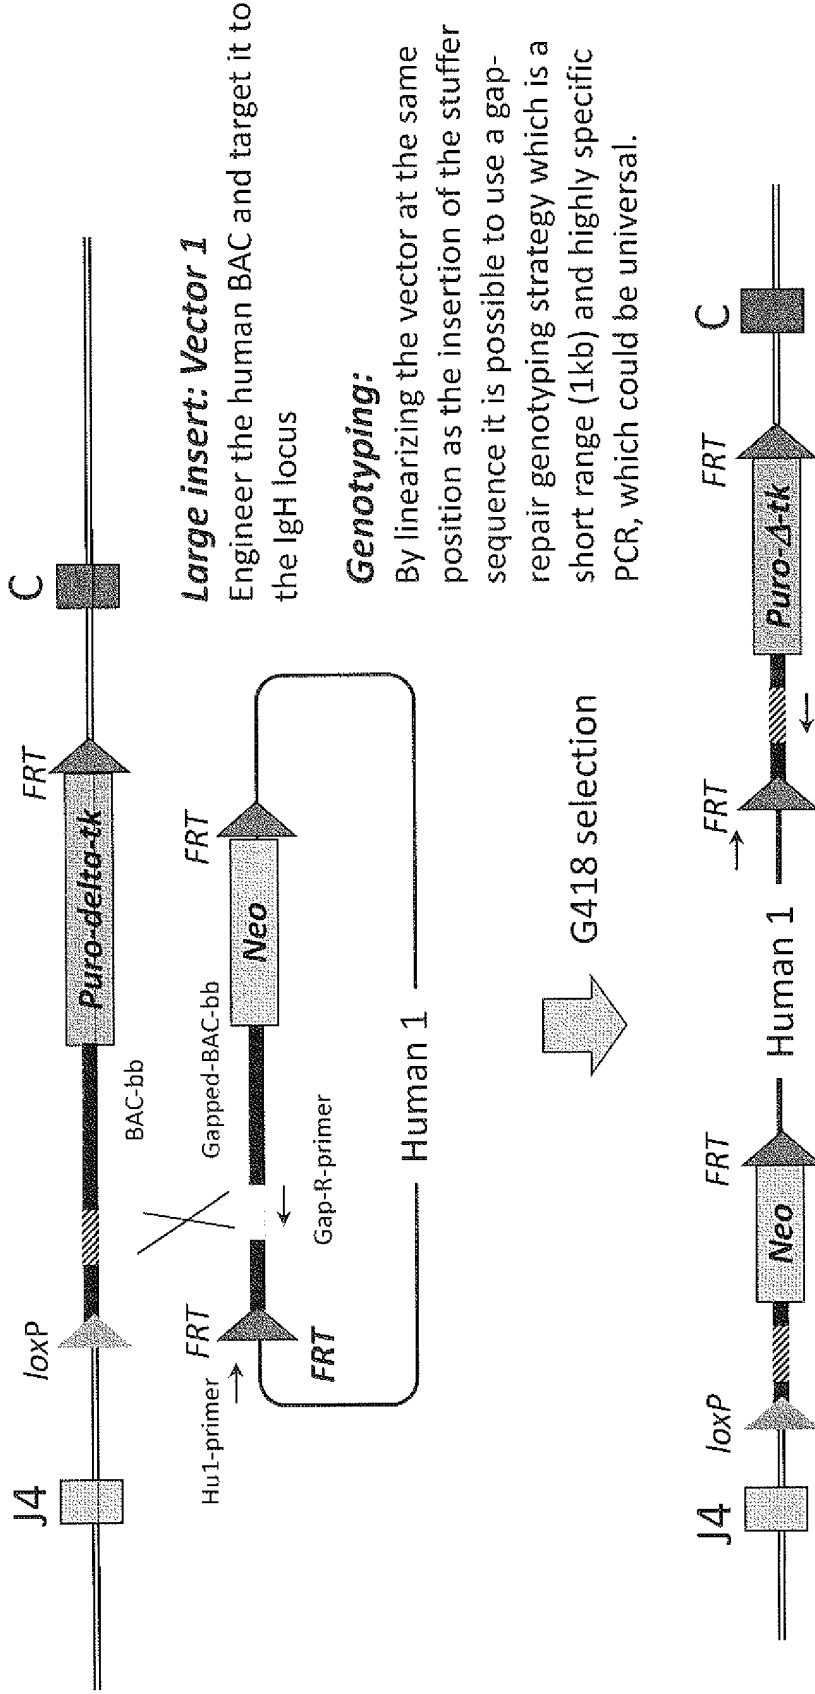 J4
loxP
BAC-bb
Puro-delta-tk
FRT
C
Hu1-primer
FRT
FRT
Gap-R-primer
Gapped-BAC-bb
Neo
FRT
Human 1
Large insert: Vector 1
Engineer the human BAC and target it to
the IgH locus
Genotyping:
By linearizing the vector at the same
position as the insertion of the stuffer
sequence it is possible to use a gap-
repair genotyping strategy which is a
short range (1kb) and highly specific
PCR, which could be universal.
G418 selection
J4
loxP
Neo
FRT
Human 1
FRT
Puro-Δ-tk
FRT
C